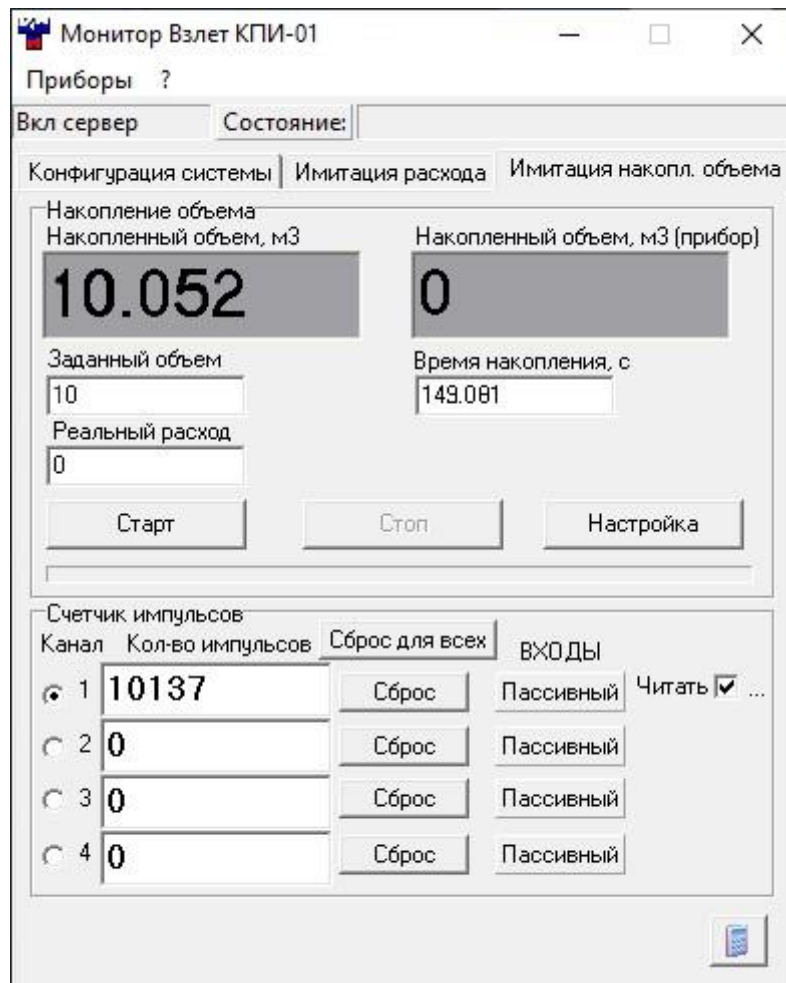 Монитор Взлет КПИ-01
Приборы ?
Вкл сервер Состояние:
Конфигурация системы Имитация расхода Имитация накопл. объема
Накопление объема
Накопленный объем, м3 Накопленный объем, м3 (прибор)
10.052 0
Заданный объем Время накопления, с
10 149.081
Реальный расход
0
Старт Стоп Настройка
Счетчик импульсов
Канал Кол-во импульсов Сброс для всех ВХОДЫ
1 10137 Сброс Пассивный Читать ...
2 0 Сброс Пассивный
3 0 Сброс Пассивный
4 0 Сброс Пассивный